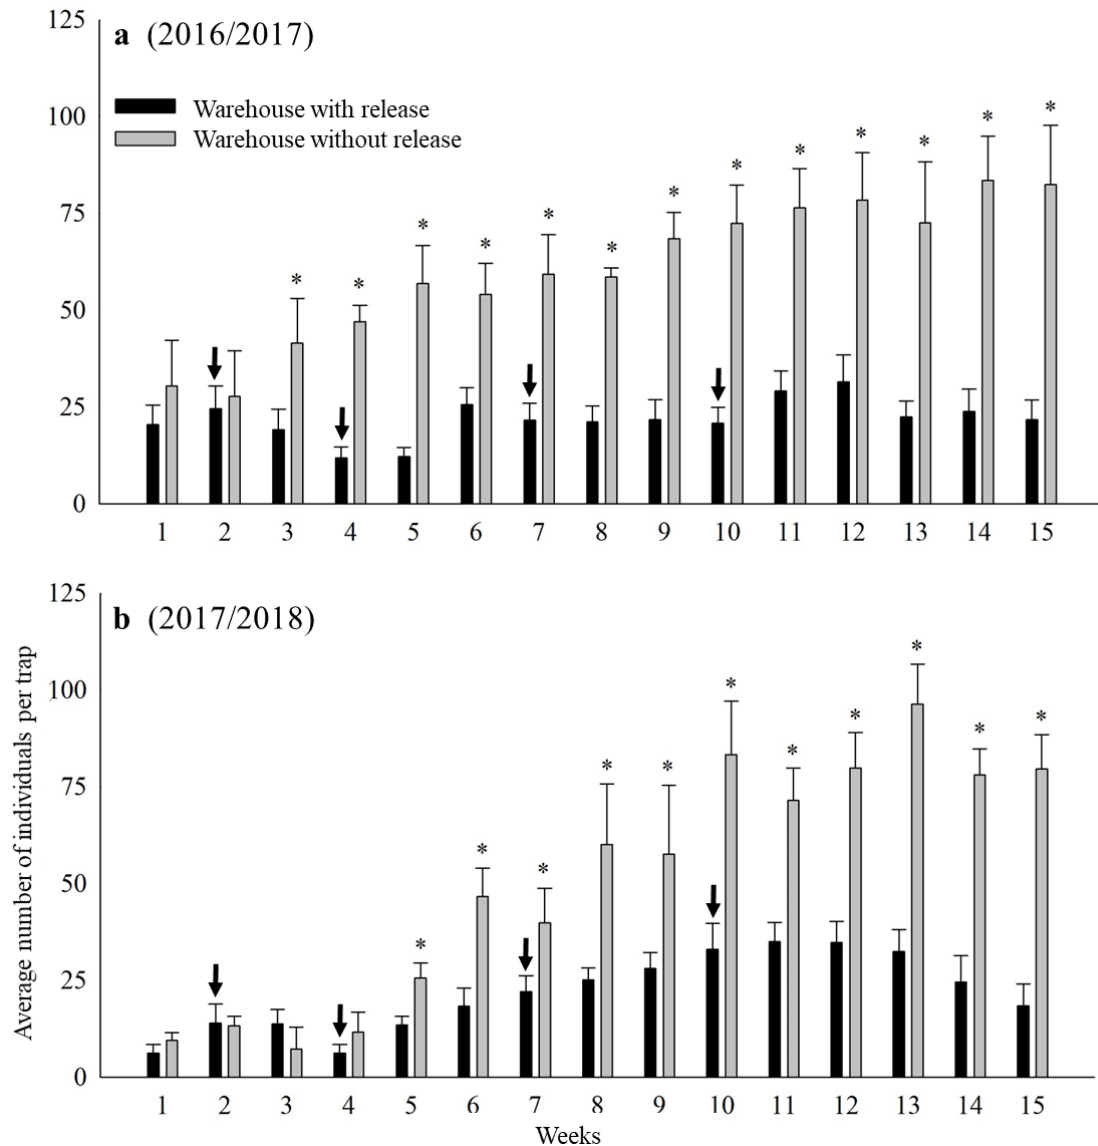 125
a (2016/2017)
100
Warehouse with release
Warehouse without release
75
50
25
0
* * * * * * * * * * * * *
1 2 3 4 5 6 7 8 9 10 11 12 13 14 15
125
b (2017/2018)
100
75
50
25
0
* * * * * * * * * * *
Average number of individuals per trap
1 2 3 4 5 6 7 8 9 10 11 12 13 14 15
Weeks